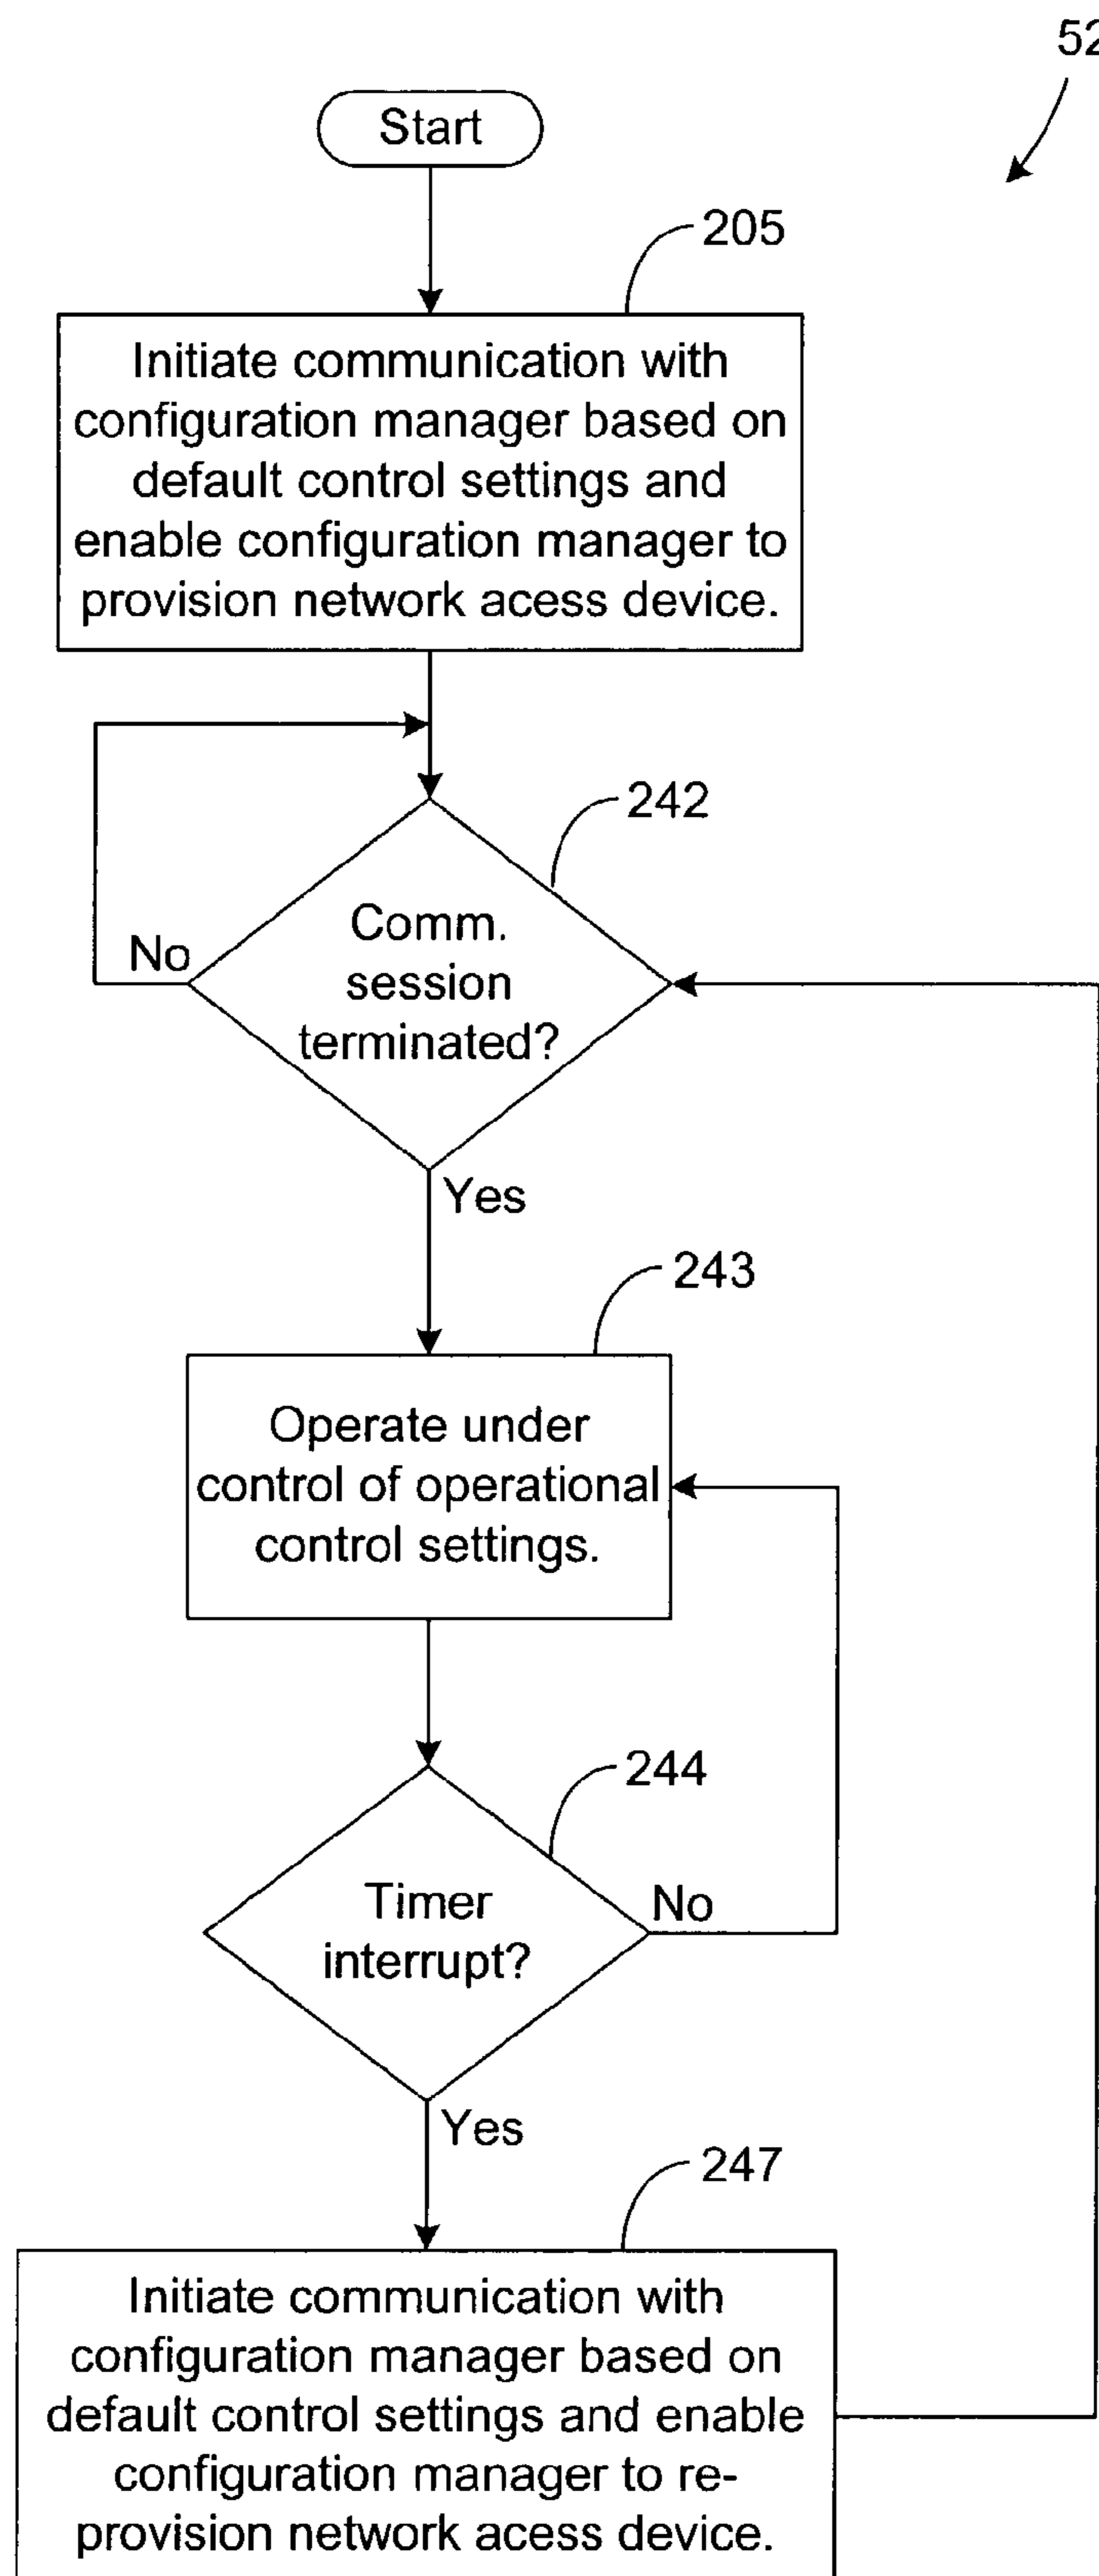 52
Start
205
Initiate communication with
configuration manager based on
default control settings and
enable configuration manager to
provision network acess device.
242
Comm.
session
terminated?
No
Yes
243
Operate under
control of operational
control settings.
244
Timer
interrupt?
No
Yes
247
Initiate communication with
configuration manager based on
default control settings and enable
configuration manager to re-
provision network acess device.